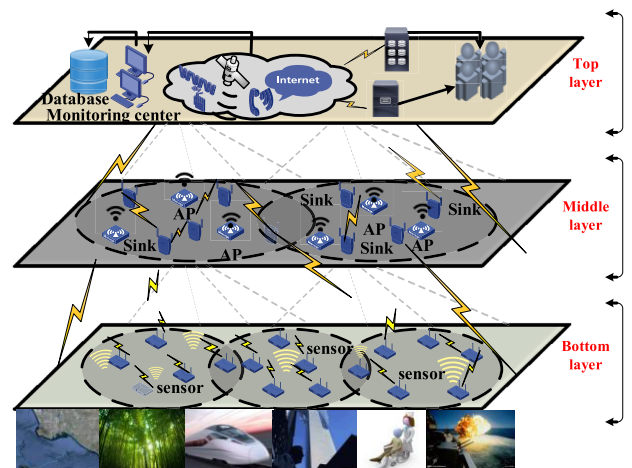 Top
layer
Internet
WWW
Database
Monitoring center
Middle
layer
Sink
Sink
AP
Sink
AP
AP
Sink
AP
Bottom
layer
sensor
sensor
sensor